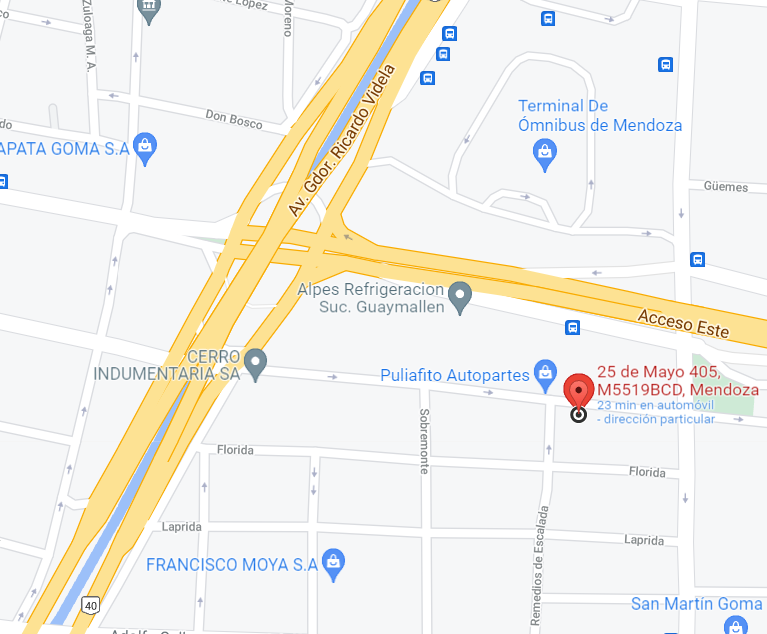 Zuloaga M. A.
Moreno
Don Bosco
APATA GOMA S.A
Terminal De
Ómnibus de Mendoza
Güemes
Av. Gdor. Ricardo Videla
Alpes Refrigeracion
Suc. Guaymallen
Acceso Este
CERRO
INDUMENTARIA SA
Puliafito Autopartes
25 de Mayo 405,
M5519BCD, Mendoza
23 min en automóvil
- dirección particular
Sobremonte
Florida
Florida
Laprida
Laprida
Remedios de Escalada
FRANCISCO MOYA S.A
40
San Martín Goma